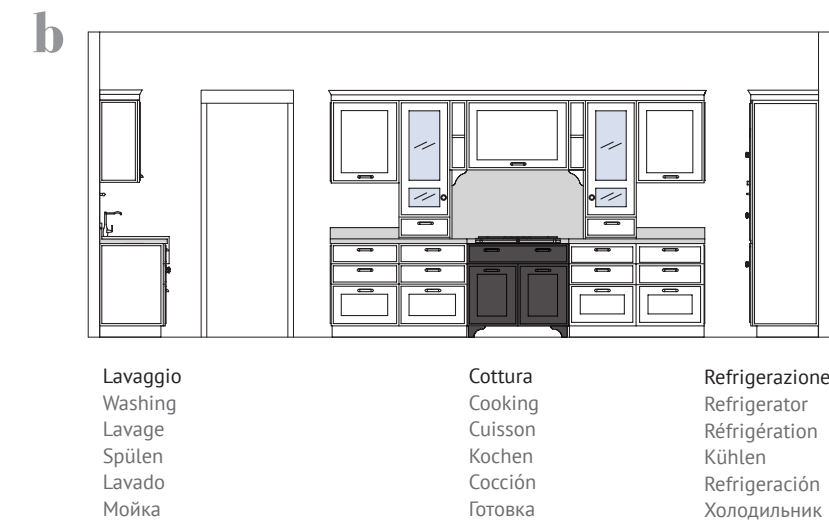 b
Lavaggio
Washing
Lavage
Spülen
Lavado
Мойка
Cottura
Cooking
Cuisson
Kochen
Cocción
Готовка
Refrigerazione
Refrigerator
Réfrigération
Kühlen
Refrigeración
Холодильник